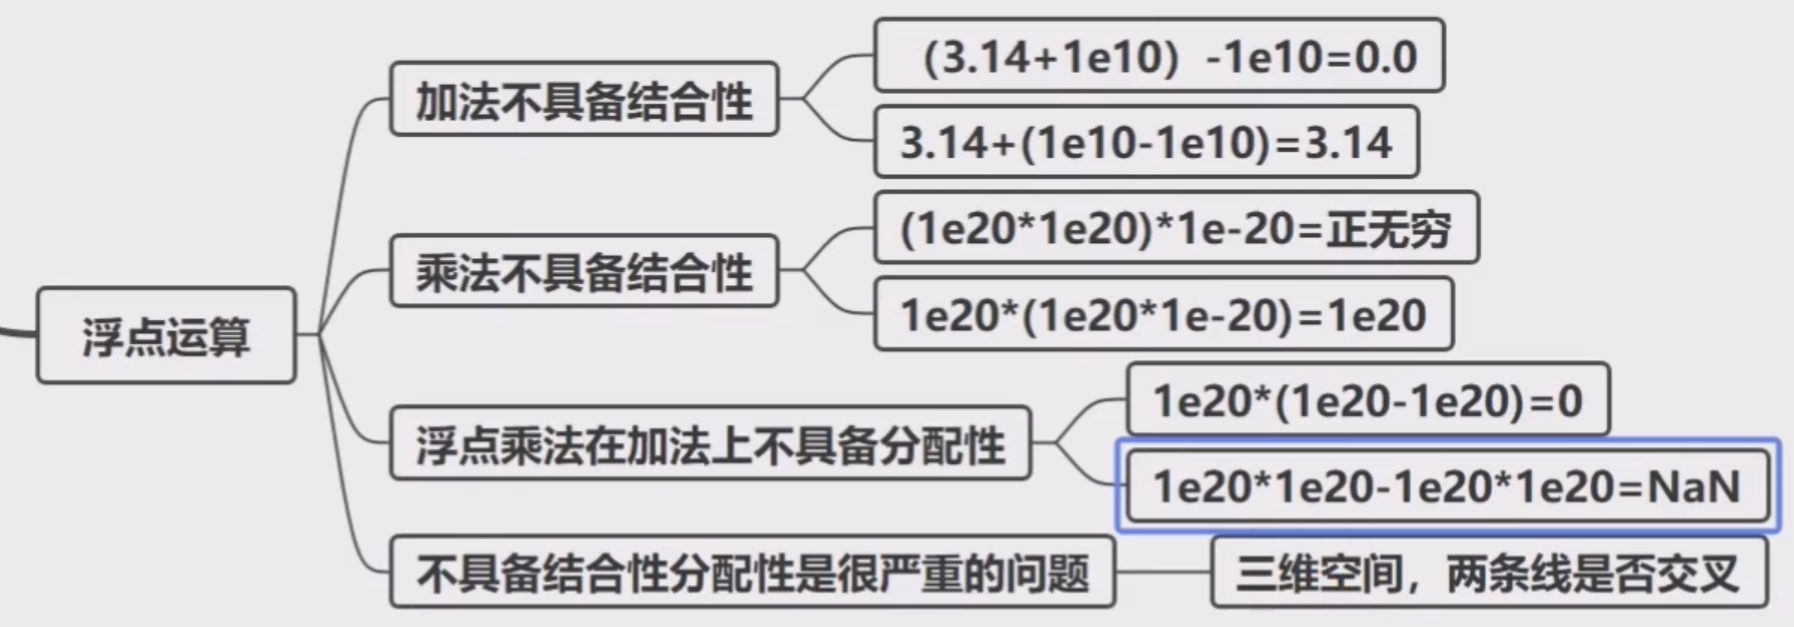 浮点运算
加法不具备结合性
（3.14+1e10）-1e10=0.0
3.14+(1e10-1e10)=3.14
乘法不具备结合性
(1e20*1e20)*1e-20=正无穷
1e20*(1e20*1e-20)=1e20
浮点乘法在加法上不具备分配性
1e20*(1e20-1e20)=0
1e20*1e20-1e20*1e20=NaN
不具备结合性分配性是很严重的问题
三维空间，两条线是否交叉